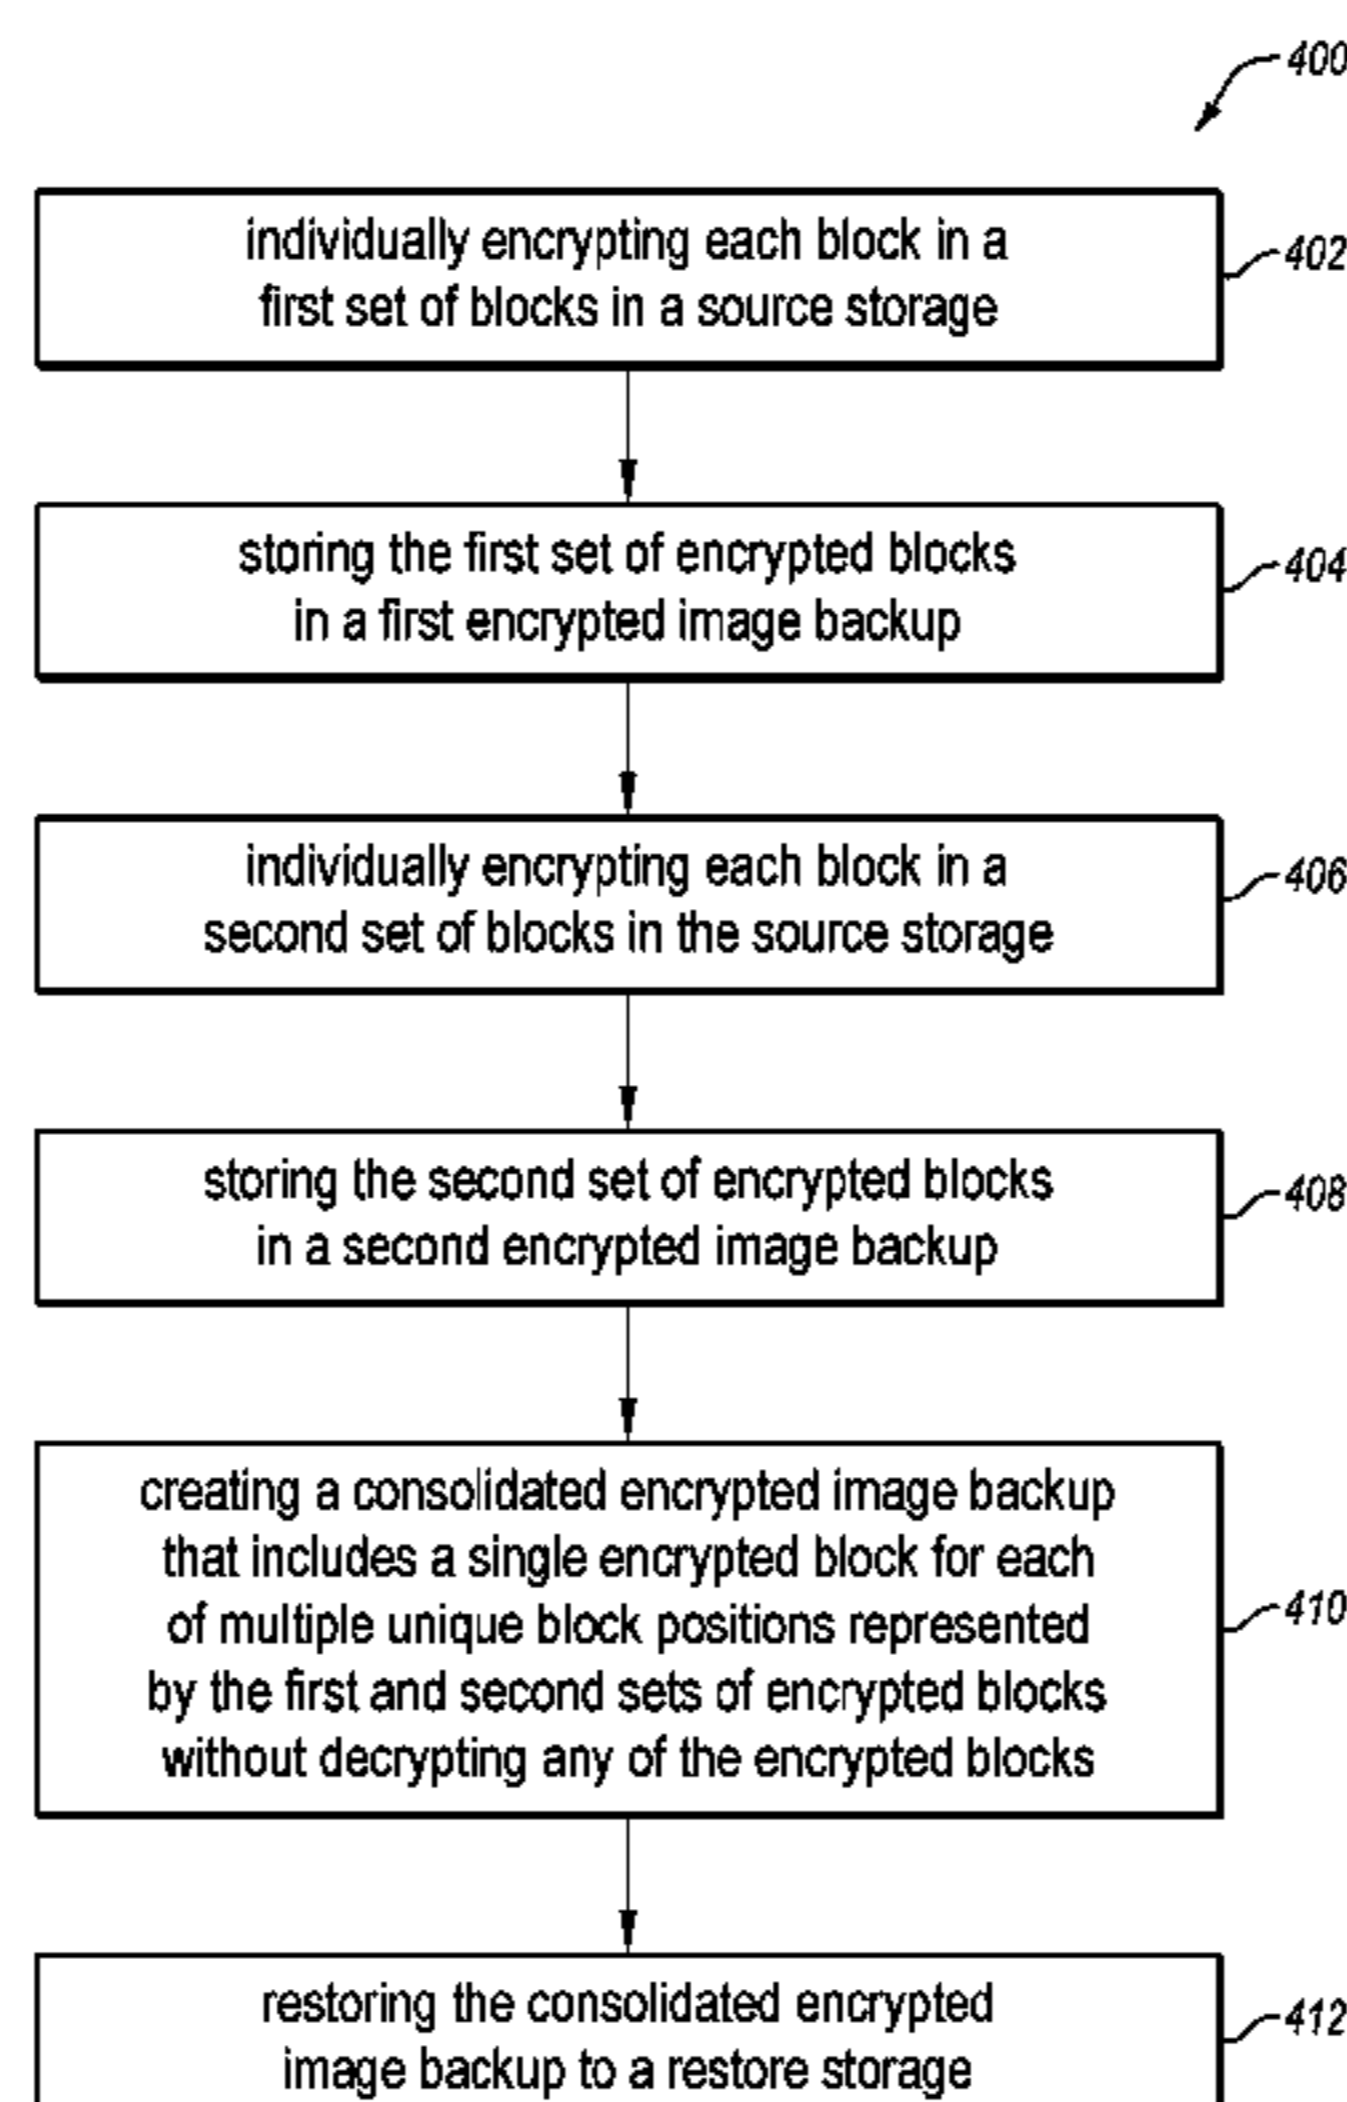 400
individually encrypting each block in a
first set of blocks in a source storage
402
storing the first set of encrypted blocks
in a first encrypted image backup
404
individually encrypting each block in a
second set of blocks in the source storage
406
storing the second set of encrypted blocks
in a second encrypted image backup
408
creating a consolidated encrypted image backup
that includes a single encrypted block for each
of multiple unique block positions represented
by the first and second sets of encrypted blocks
without decrypting any of the encrypted blocks
410
restoring the consolidated encrypted
image backup to a restore storage
412